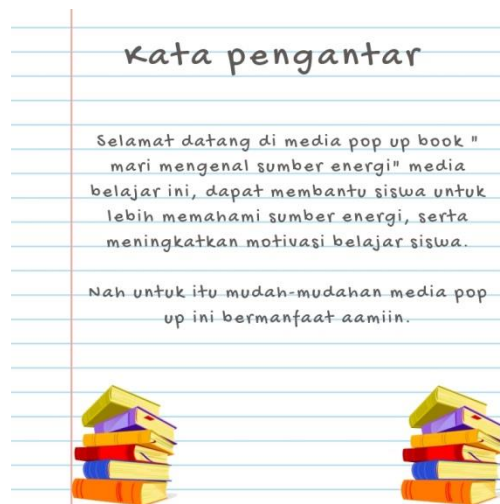 Kata pengantar
Selamat datang di media pop up book "
mari mengenal sumber energi" media
belajar ini, dapat membantu siswa untuk
lebih memahami sumber energi, serta
meningkatkan motivasi belajar siswa.
Nah untuk itu mudah-mudahan media pop
up ini bermanfaat aamiin.